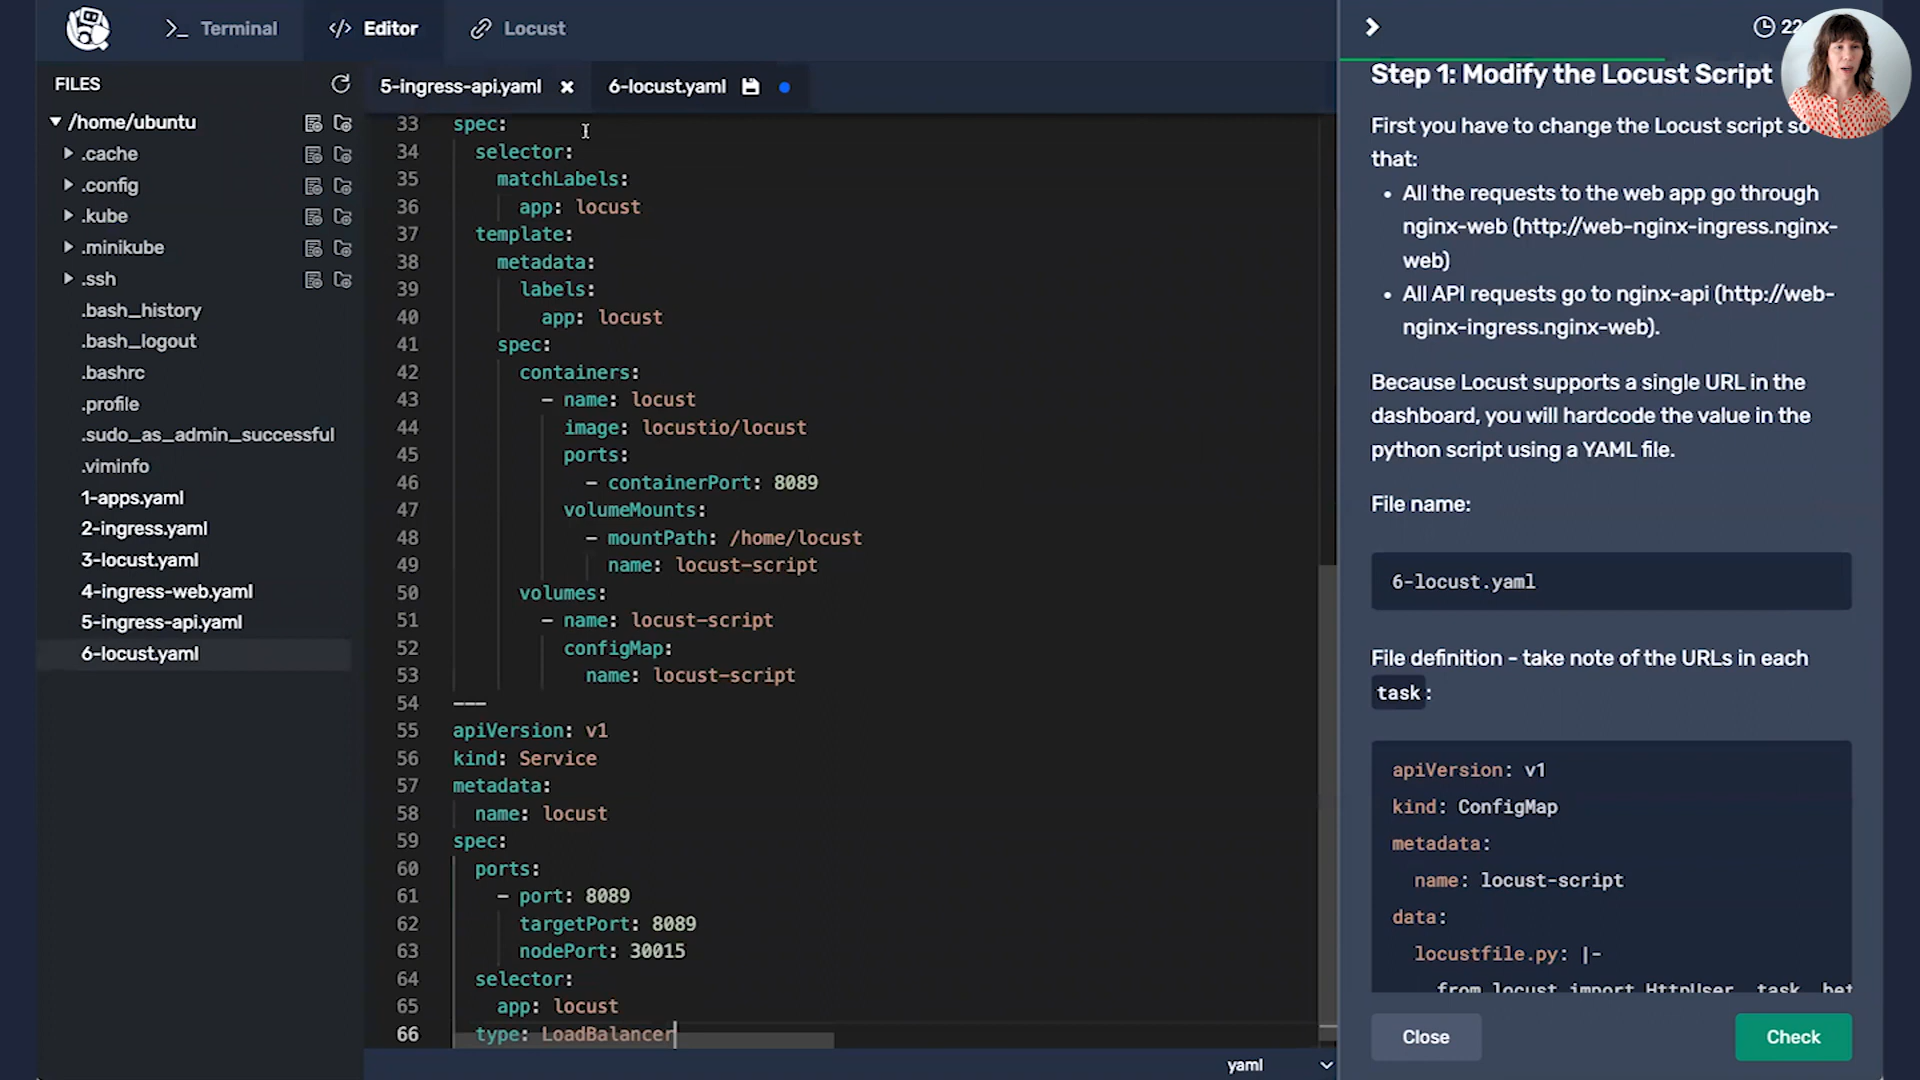 Terminal
Editor
Locust
FILES
/home/ubuntu
.cache
.config
.kube
.minikube
.ssh
.bash_history
.bash_logout
.bashrc
.profile
.sudo_as_admin_successful
.viminfo
1-apps.yaml
2-ingress.yaml
3-locust.yaml
4-ingress-web.yaml
5-ingress-api.yaml
6-locust.yaml
5-ingress-api.yaml
6-locust.yaml
33 spec:
34 selector:
35 matchLabels:
36 app: locust
37 template:
38 metadata:
39 labels:
40 app: locust
41 spec:
42 containers:
43 - name: locust
44 image: locustio/locust
45 ports:
46 - containerPort: 8089
47 volumeMounts:
48 - mountPath: /home/locust
49 name: locust-script
50 volumes:
51 - name: locust-script
52 configMap:
53 name: locust-script
54 ---
55 apiVersion: v1
56 kind: Service
57 metadata:
58 name: locust
59 spec:
60 ports:
61 - port: 8089
62 targetPort: 8089
63 nodePort: 30015
64 selector:
65 app: locust
66 type: LoadBalancer
yaml
22
Step 1: Modify the Locust Script
First you have to change the Locust script so
that:
• All the requests to the web app go through
nginx-web (http://web-nginx-ingress.nginx-
web)
• All API requests go to nginx-api (http://web-
nginx-ingress.nginx-web).
Because Locust supports a single URL in the
dashboard, you will hardcode the value in the
python script using a YAML file.
File name:
6-locust.yaml
File definition - take note of the URLs in each
task:
apiVersion: v1
kind: ConfigMap
metadata:
name: locust-script
data:
locustfile.py: |-
from locust import HttpUser, task, bet
Close
Check